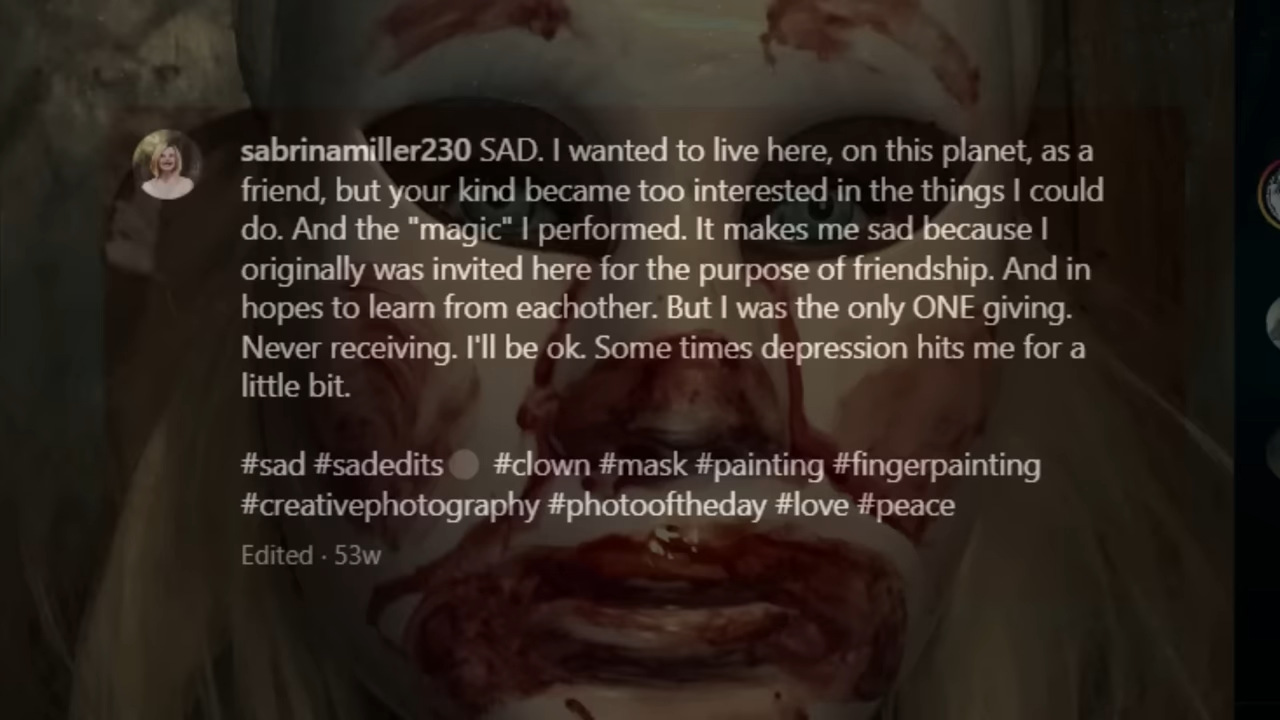 sabrinamiller230 SAD. I wanted to live here, on this planet, as a
friend, but your kind became too interested in the things I could
do. And the "magic" I performed. It makes me sad because I
originally was invited here for the purpose of friendship. And in
hopes to learn from eachother. But I was the only ONE giving.
Never receiving. I'll be ok. Some times depression hits me for a
little bit.
#sad #sadedits #clown #mask #painting #fingerpainting
#creativephotography #photooftheday #love #peace
Edited · 53w